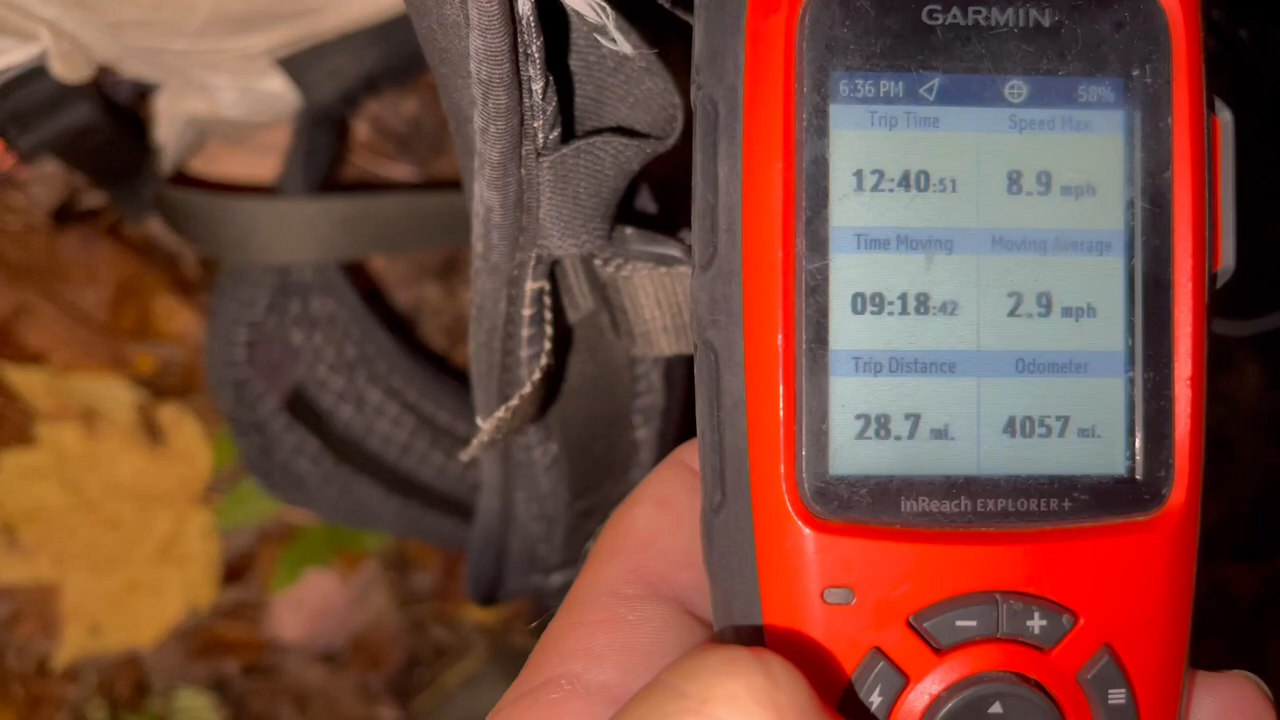 GARMIN
6:36 PM 58%
Trip Time Speed Max
12:40:51 8.9 mph
Time Moving Moving Average
09:18:42 2.9 mph
Trip Distance Odometer
28.7 mi. 4057 mi.
inReach EXPLORER+
− +